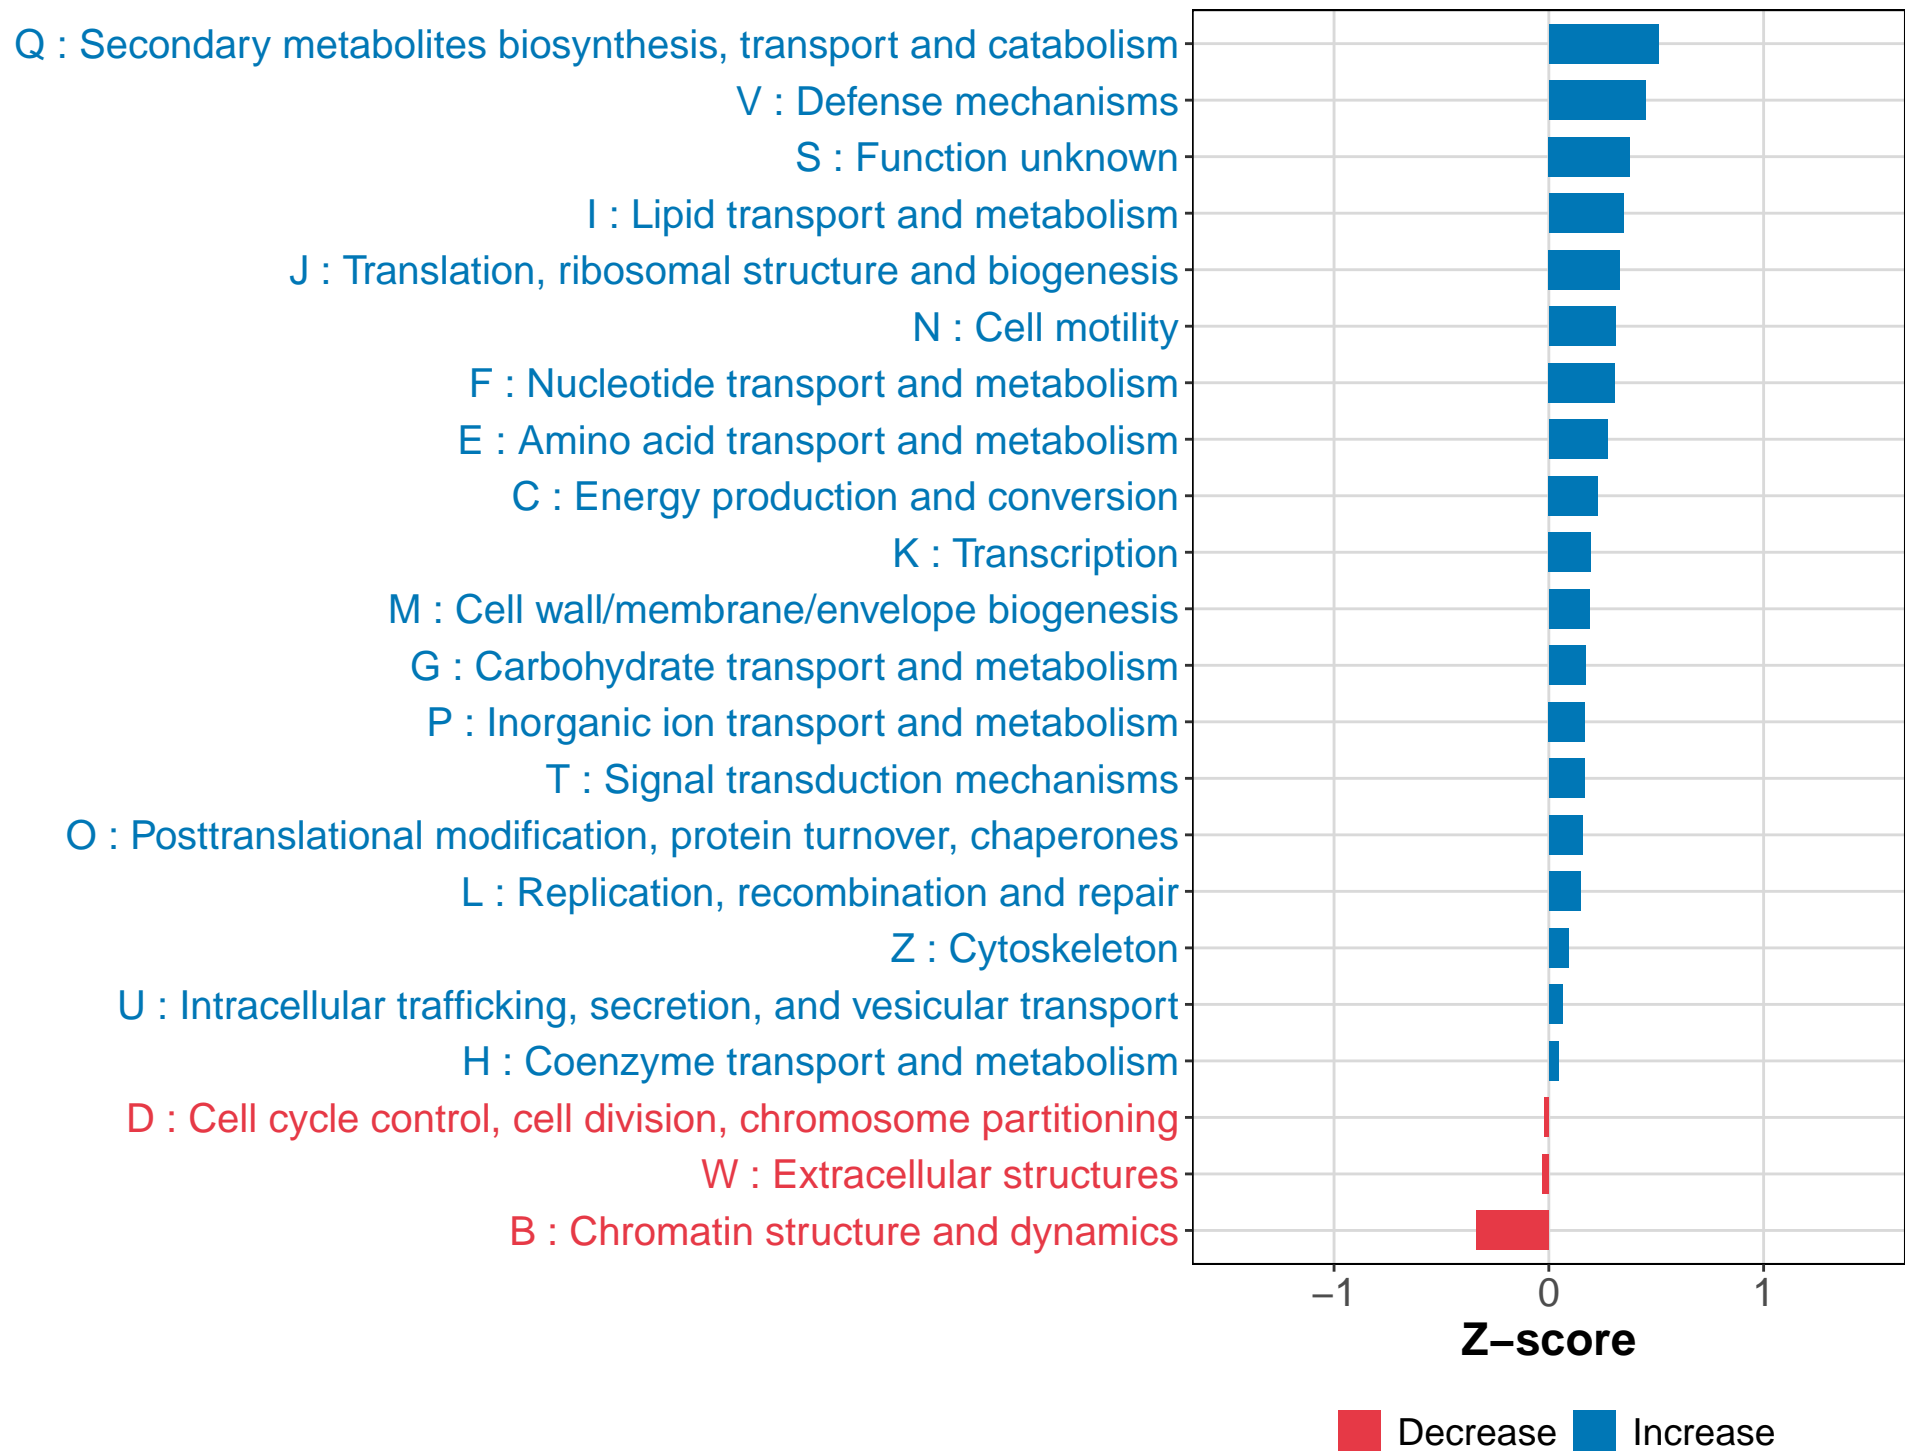 Q : Secondary metabolites biosynthesis, transport and catabolism
V : Defense mechanisms
S : Function unknown
I : Lipid transport and metabolism
J : Translation, ribosomal structure and biogenesis
N : Cell motility
F : Nucleotide transport and metabolism
E : Amino acid transport and metabolism
C : Energy production and conversion
K : Transcription
M : Cell wall/membrane/envelope biogenesis
G : Carbohydrate transport and metabolism
P : Inorganic ion transport and metabolism
T : Signal transduction mechanisms
O : Posttranslational modification, protein turnover, chaperones
L : Replication, recombination and repair
Z : Cytoskeleton
U : Intracellular trafficking, secretion, and vesicular transport
H : Coenzyme transport and metabolism
D : Cell cycle control, cell division, chromosome partitioning
W : Extracellular structures
B : Chromatin structure and dynamics
−1 0 1
Z−score
Decrease Increase